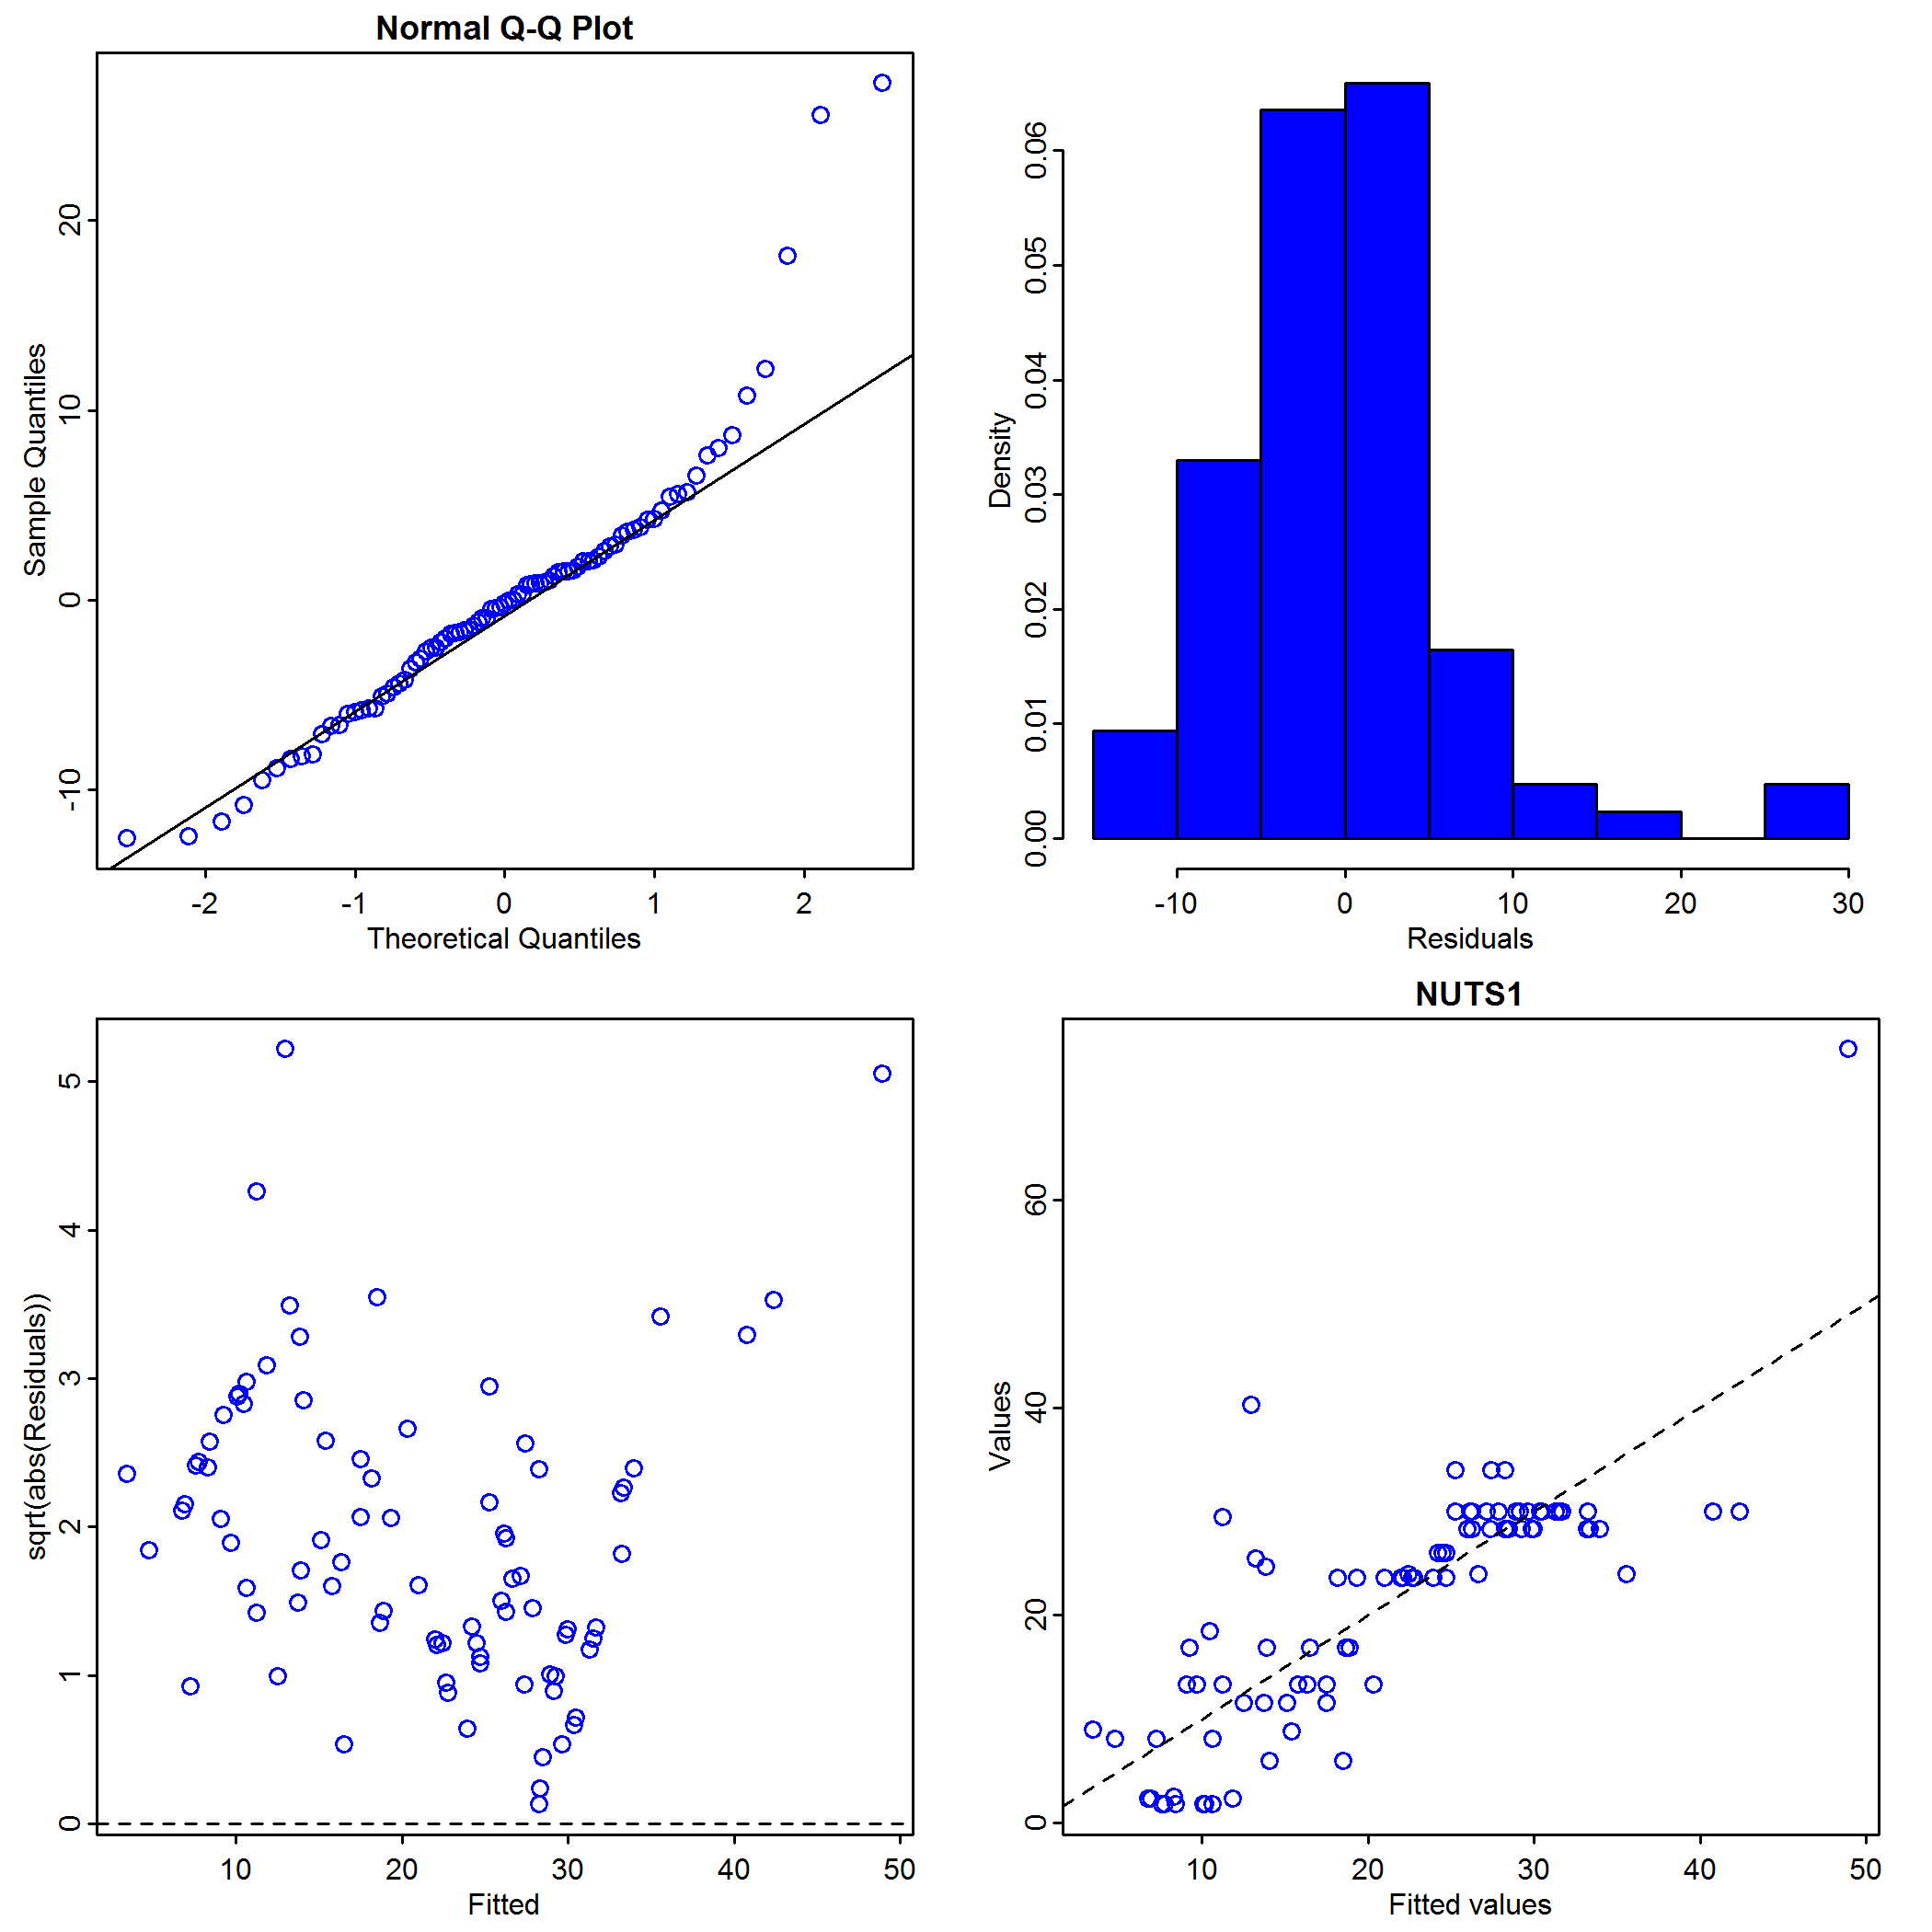 Normal Q-Q Plot
Sample Quantiles
-10 0 10 20
-2 -1 0 1 2
Theoretical Quantiles
Density
0.00 0.01 0.02 0.03 0.04 0.05 0.06
-10 0 10 20 30
Residuals
sqrt(abs(Residuals))
0 1 2 3 4 5
10 20 30 40 50
Fitted
NUTS1
Values
0 20 40 60
10 20 30 40 50
Fitted values